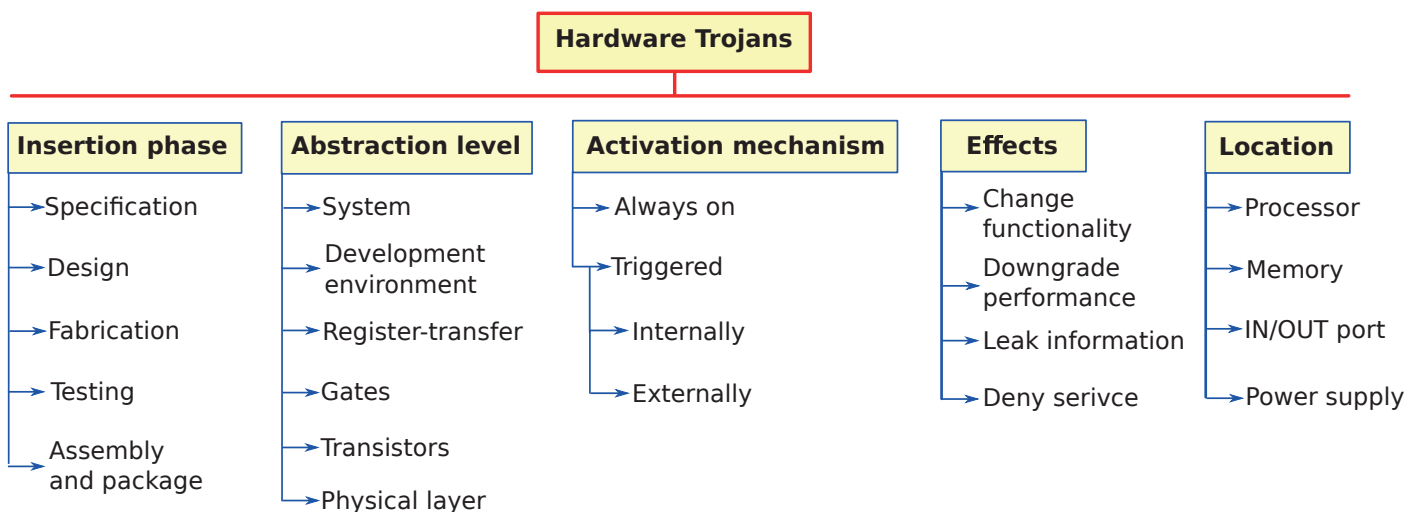 Hardware Trojans
Insertion phase
Specification
Design
Fabrication
Testing
Assembly
and package
Abstraction level
System
Development
environment
Register-transfer
Gates
Transistors
Physical layer
Activation mechanism
Always on
Triggered
Internally
Externally
Effects
Change
functionality
Downgrade
performance
Leak information
Deny serivce
Location
Processor
Memory
IN/OUT port
Power supply